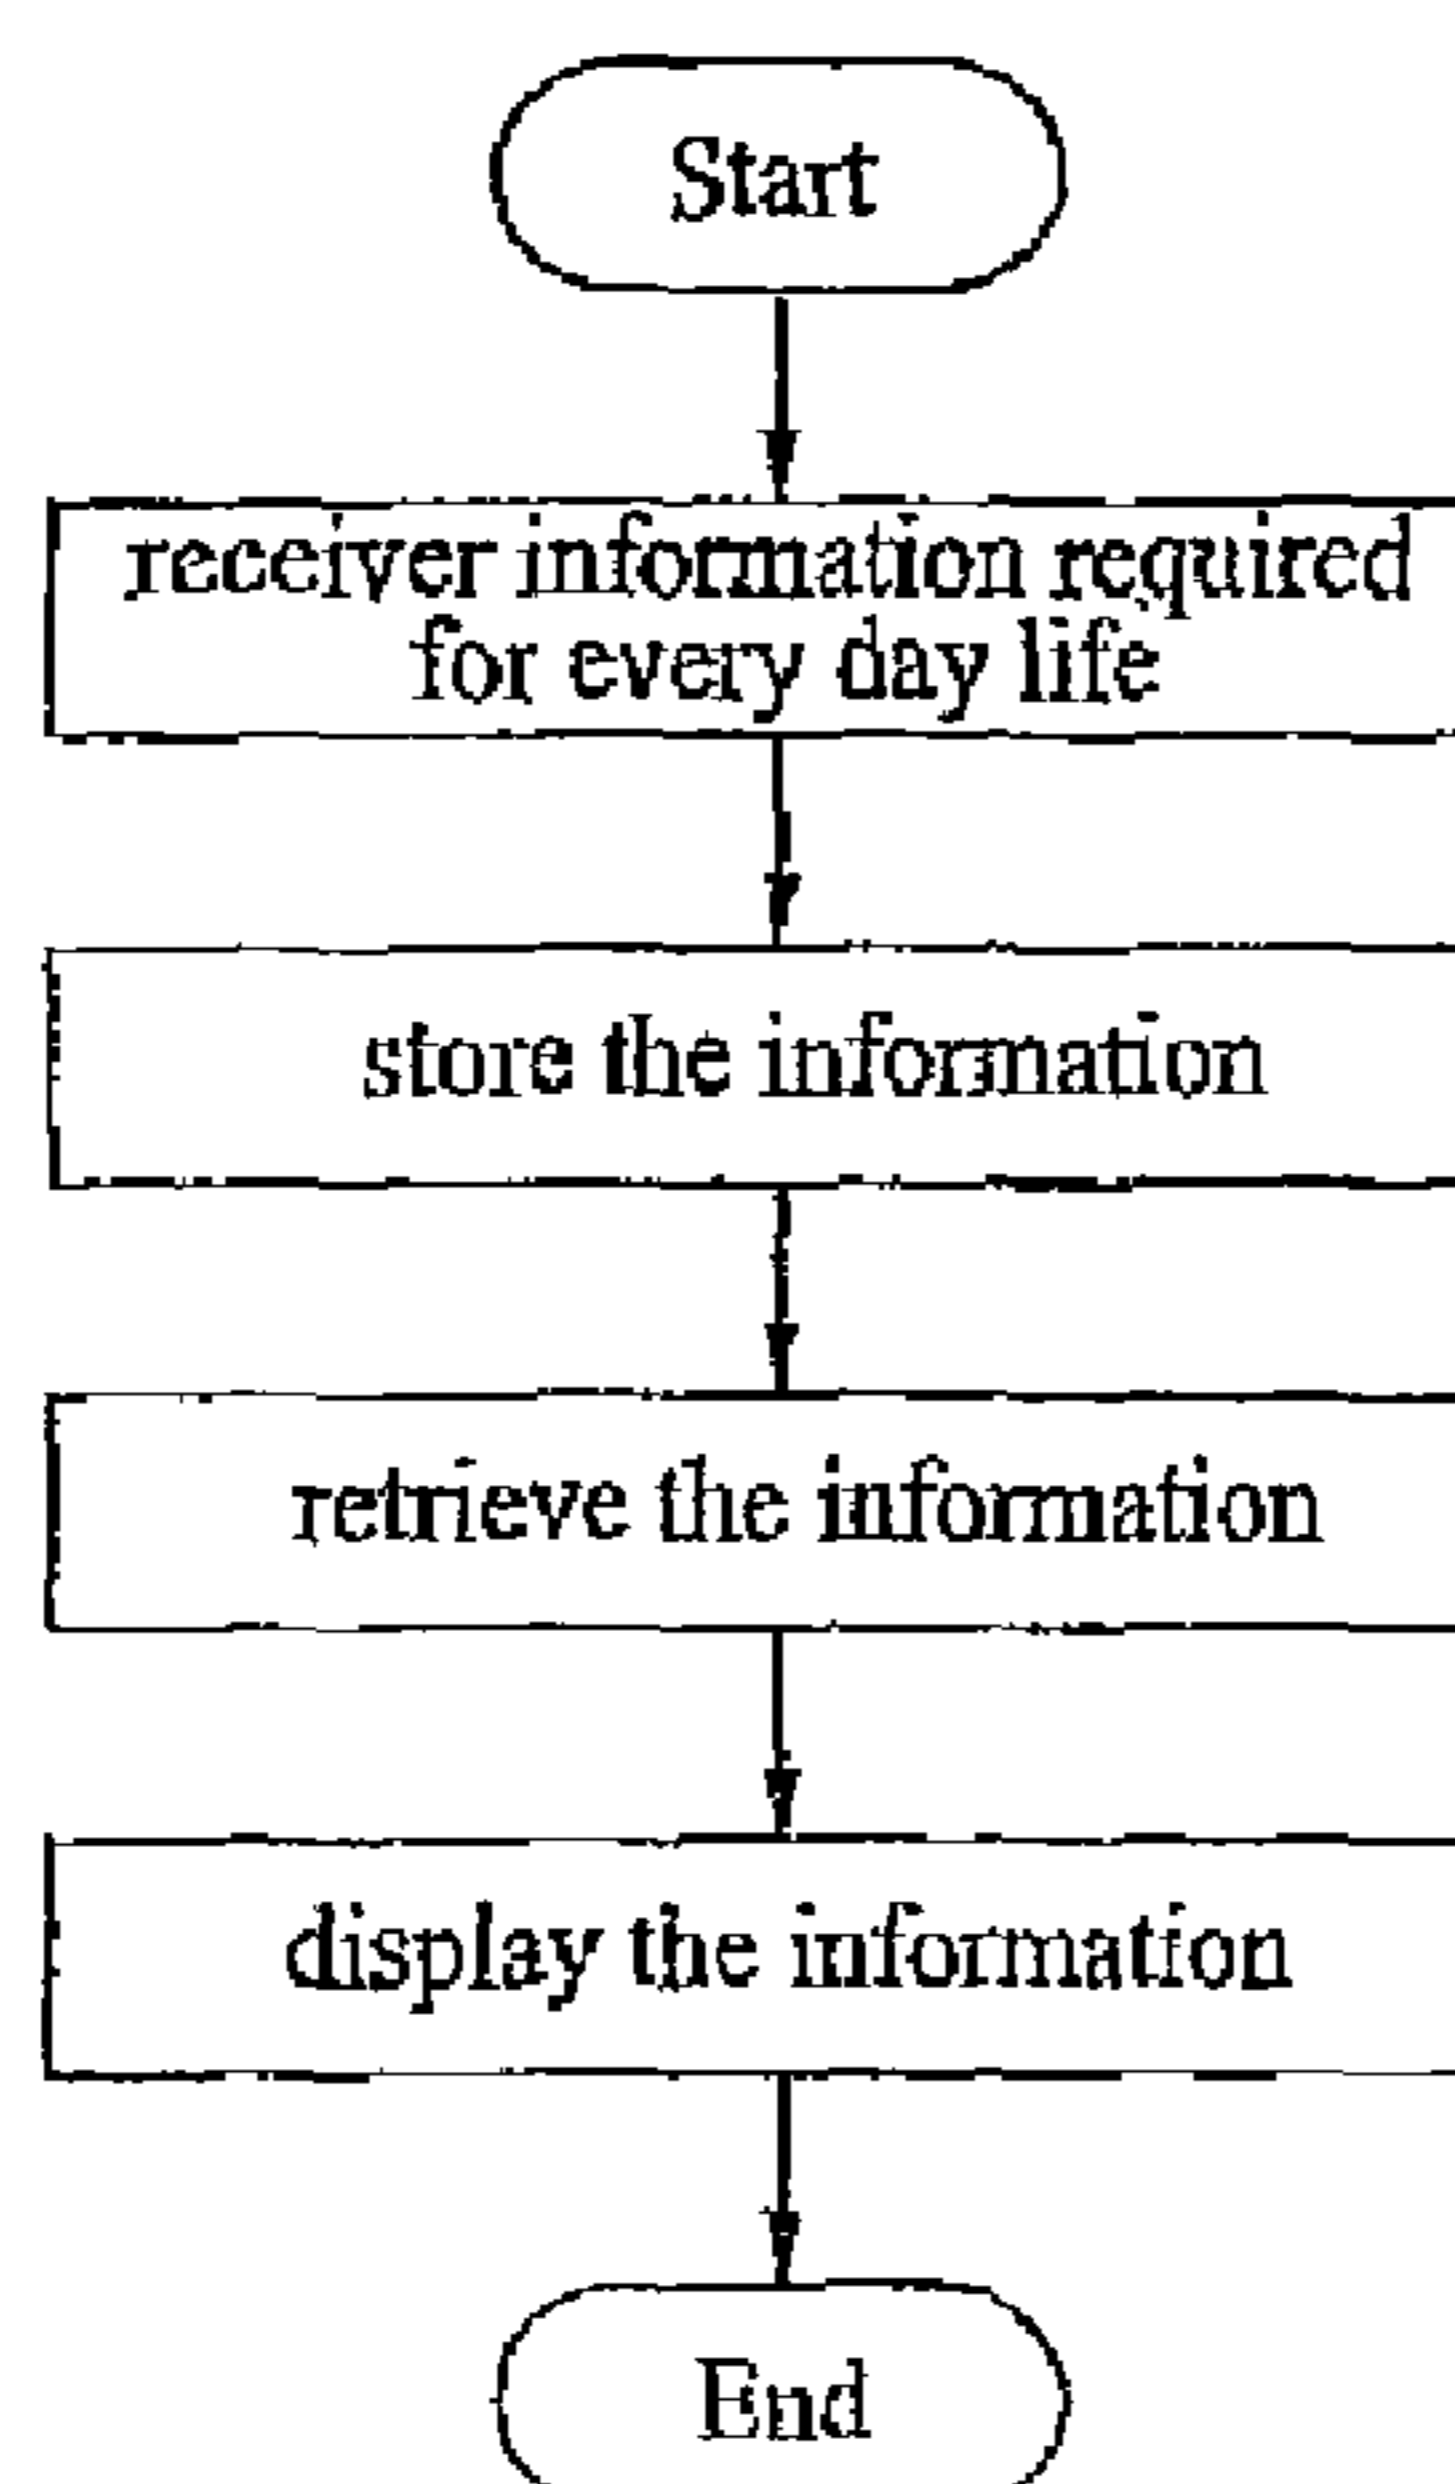 Start
receiver information required
for every day life
store the information
retrieve the information
display the information
End